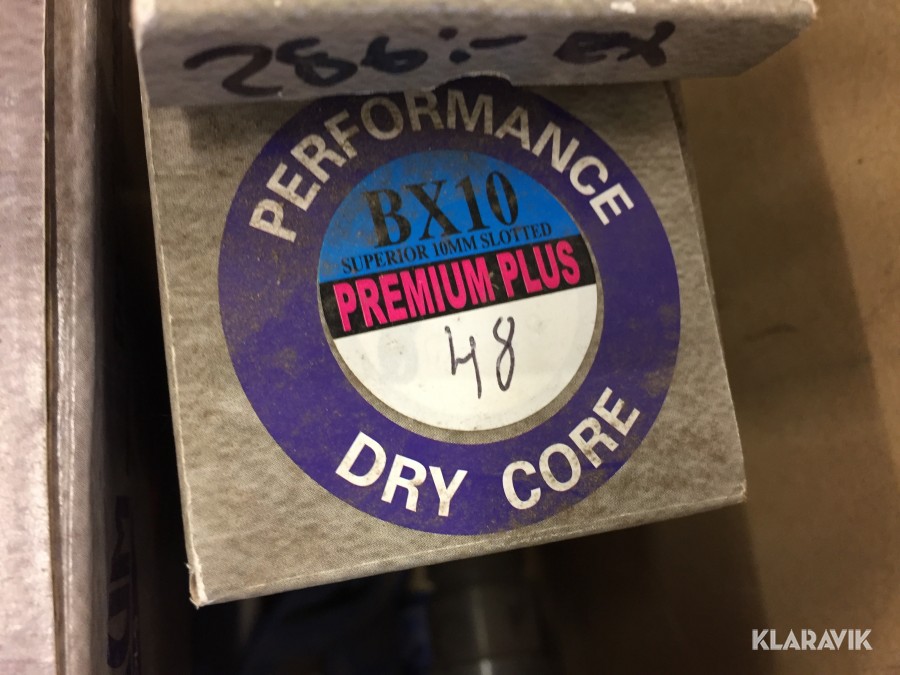 286:- ex
PERFORMANCE
BX10
SUPERIOR 10MM SLOTTED
PREMIUM PLUS
48
DRY CORE
KLARAVIK